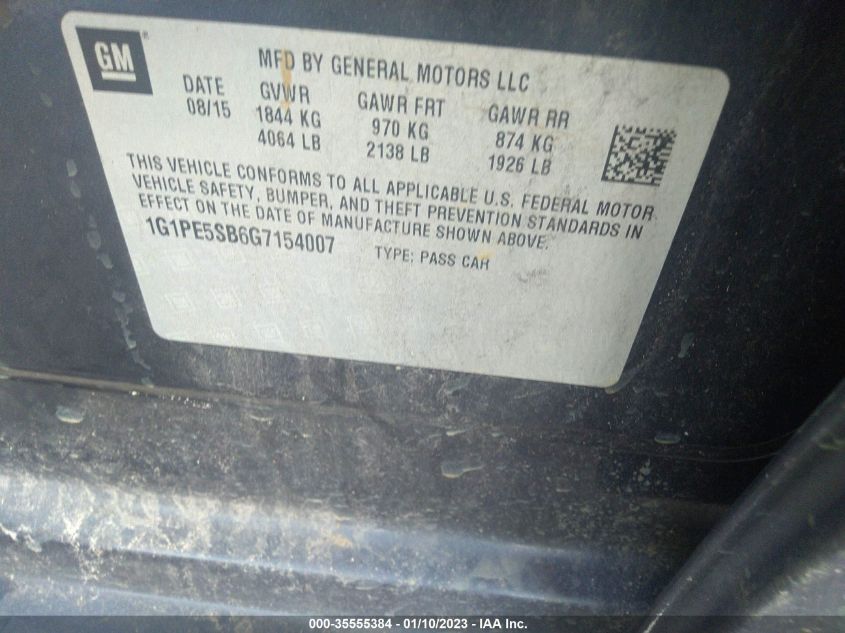 GM ®
MFD BY GENERAL MOTORS LLC
DATE GVWR GAWR FRT GAWR RR
08/15 1844 KG 970 KG 874 KG
4064 LB 2138 LB 1926 LB
THIS VEHICLE CONFORMS TO ALL APPLICABLE U.S. FEDERAL MOTOR
VEHICLE SAFETY, BUMPER, AND THEFT PREVENTION STANDARDS IN
EFFECT ON THE DATE OF MANUFACTURE SHOWN ABOVE.
1G1PE5SB6G7154007 TYPE: PASS CAR
000-35555384 - 01/10/2023 - IAA Inc.